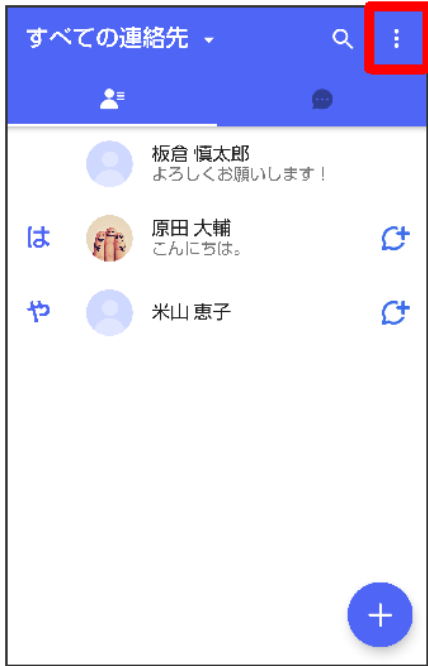 すべての連絡先
板倉 慎太郎
よろしくお願いします!
は
原田 大輔
こんにちは。
や
米山 恵子